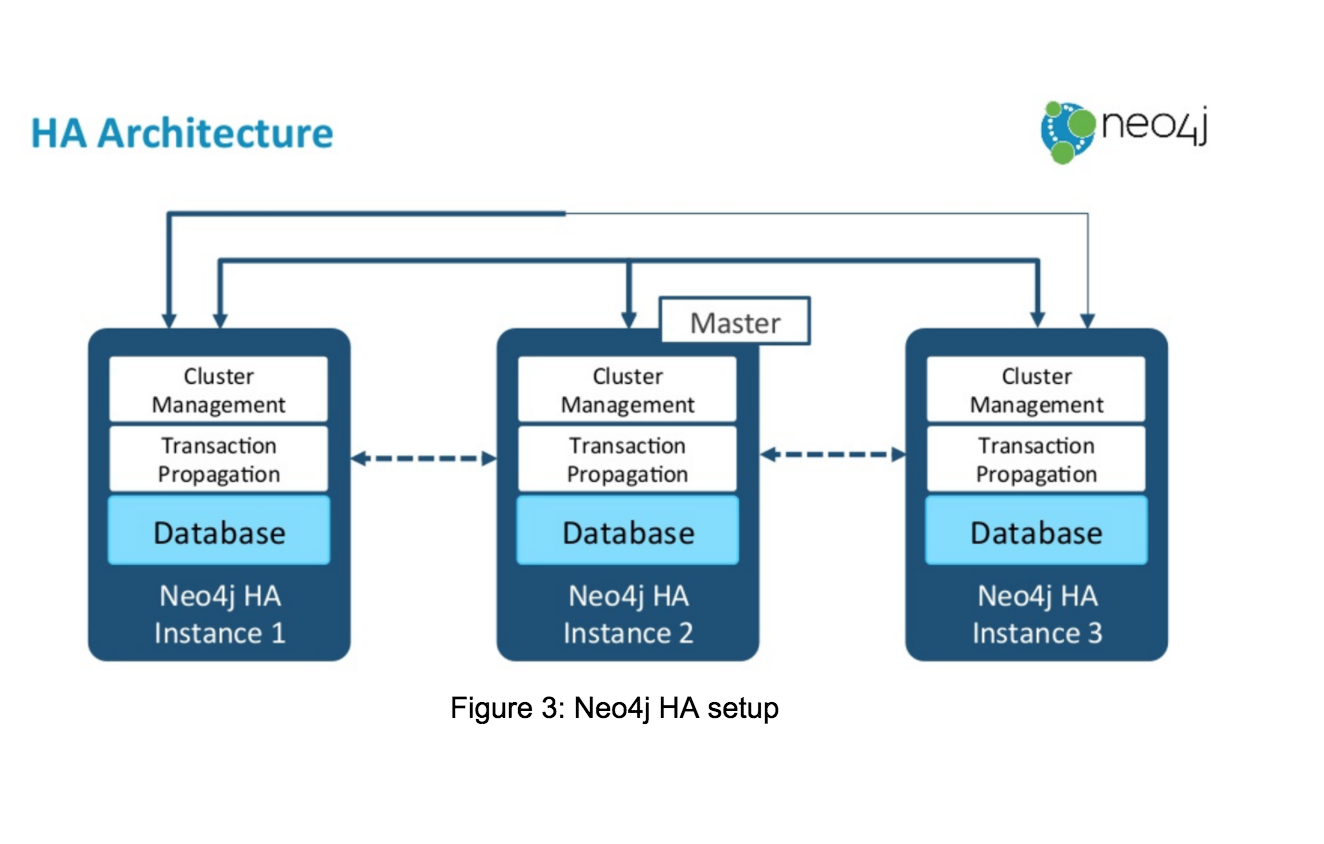 HA Architecture
neo4j
Master
Cluster
Management
Transaction
Propagation
Database
Neo4j HA
Instance 1
Cluster
Management
Transaction
Propagation
Database
Neo4j HA
Instance 2
Cluster
Management
Transaction
Propagation
Database
Neo4j HA
Instance 3
Figure 3: Neo4j HA setup